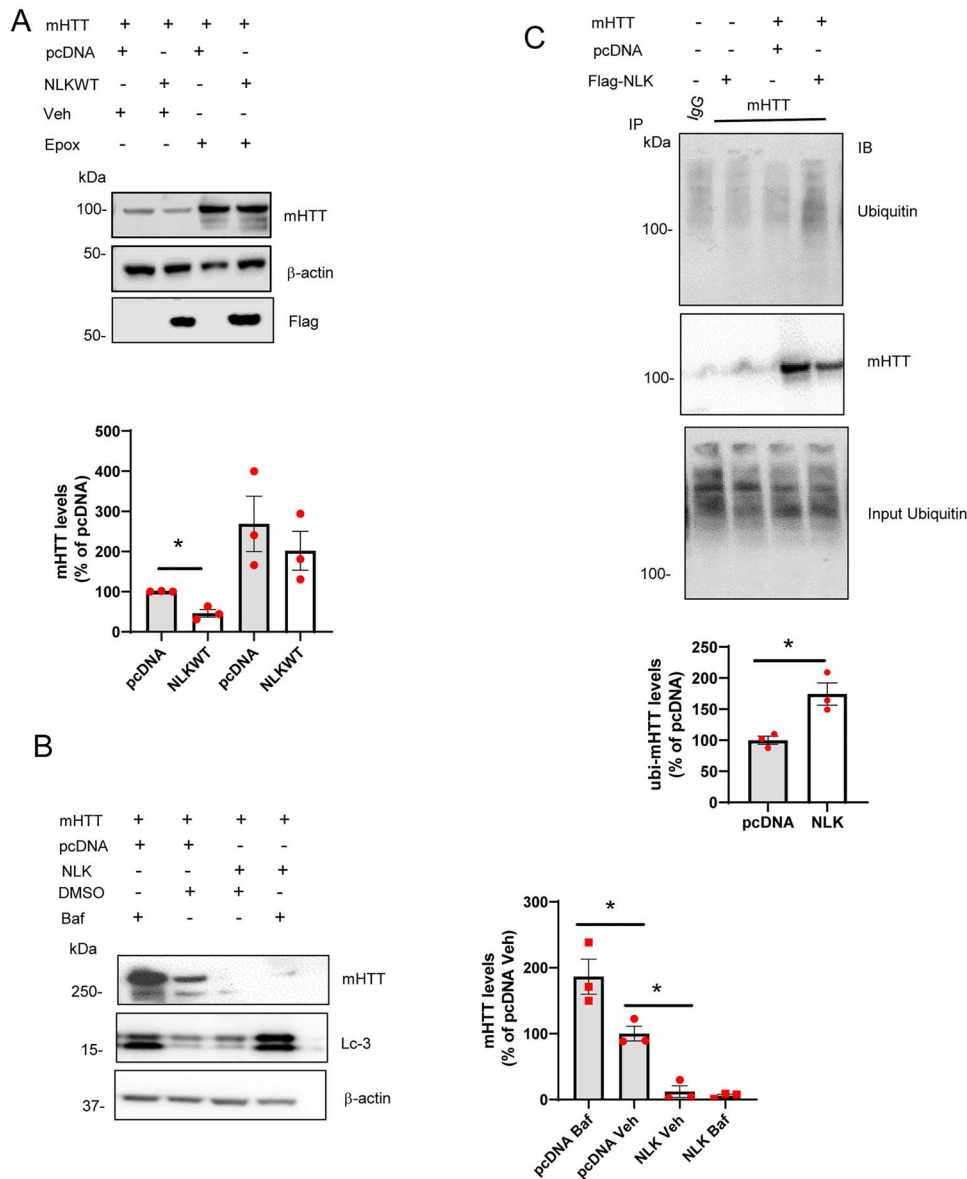 A
mHTT + + + +
pcDNA + - + -
NLKWT - + - +
Veh + + - -
Epox - - + +
kDa
100- mHTT
50- β-actin
50- Flag
mHTT levels
(% of pcDNA)
500
400
300
200
100
0
*
pcDNA NLKWT pcDNA NLKWT
B
mHTT + + + +
pcDNA + + - -
NLK - - + +
DMSO - + + -
Baf + - - +
kDa
250- mHTT
15- Lc-3
37- β-actin
mHTT levels
(% of pcDNA Veh)
300
200
100
0
*
*
pcDNA Baf pcDNA Veh NLK Veh NLK Baf
C
mHTT - - + +
pcDNA - - + -
Flag-NLK - + - +
IP IgG mHTT
kDa IB
100- Ubiquitin
100- mHTT
Input Ubiquitin
100-
ubi-mHTT levels
(% of pcDNA)
250
200
150
100
50
0
*
pcDNA NLK